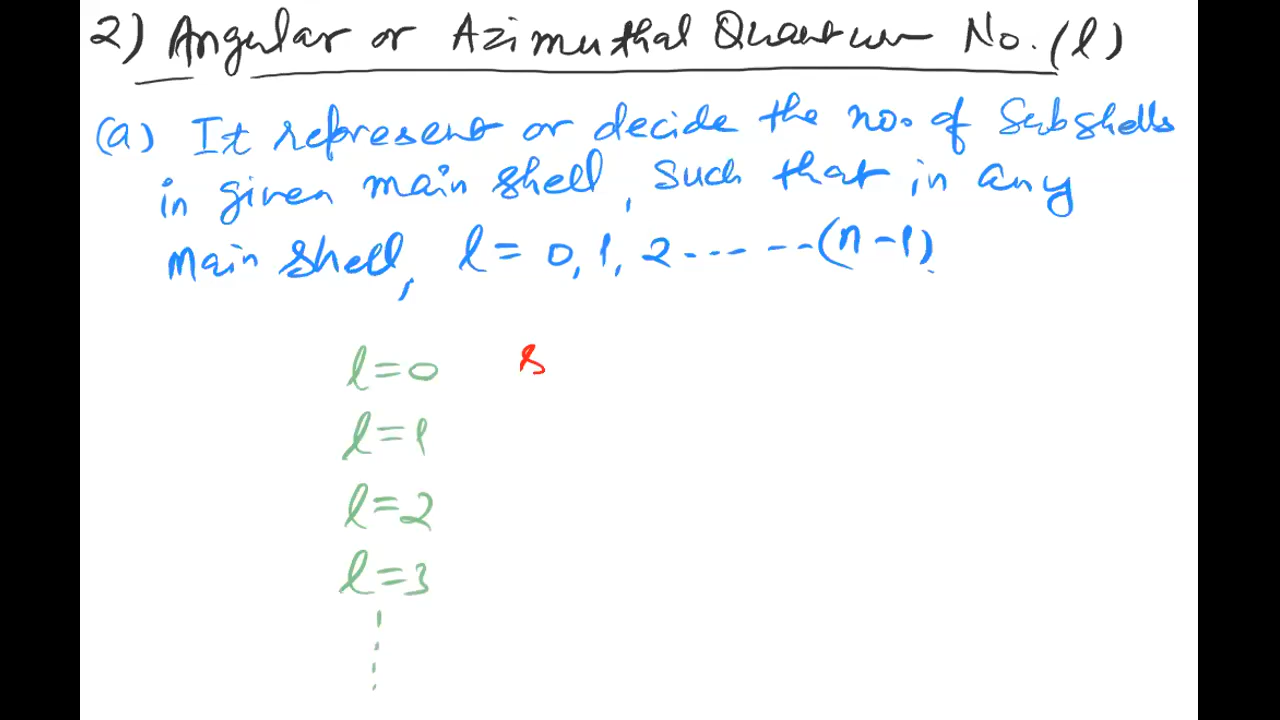 2) Angular or Azimuthal Quantum No. (l)
(a) It represent or decide the no. of Subshells
in given main shell, such that in any
main shell, l = 0, 1, 2 ------(n-1)
l=0 s
l=1
l=2
l=3